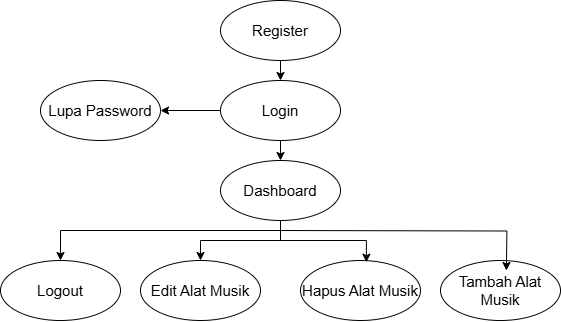 Register
Lupa Password
Login
Dashboard
Logout
Edit Alat Musik
Hapus Alat Musik
Tambah Alat
Musik